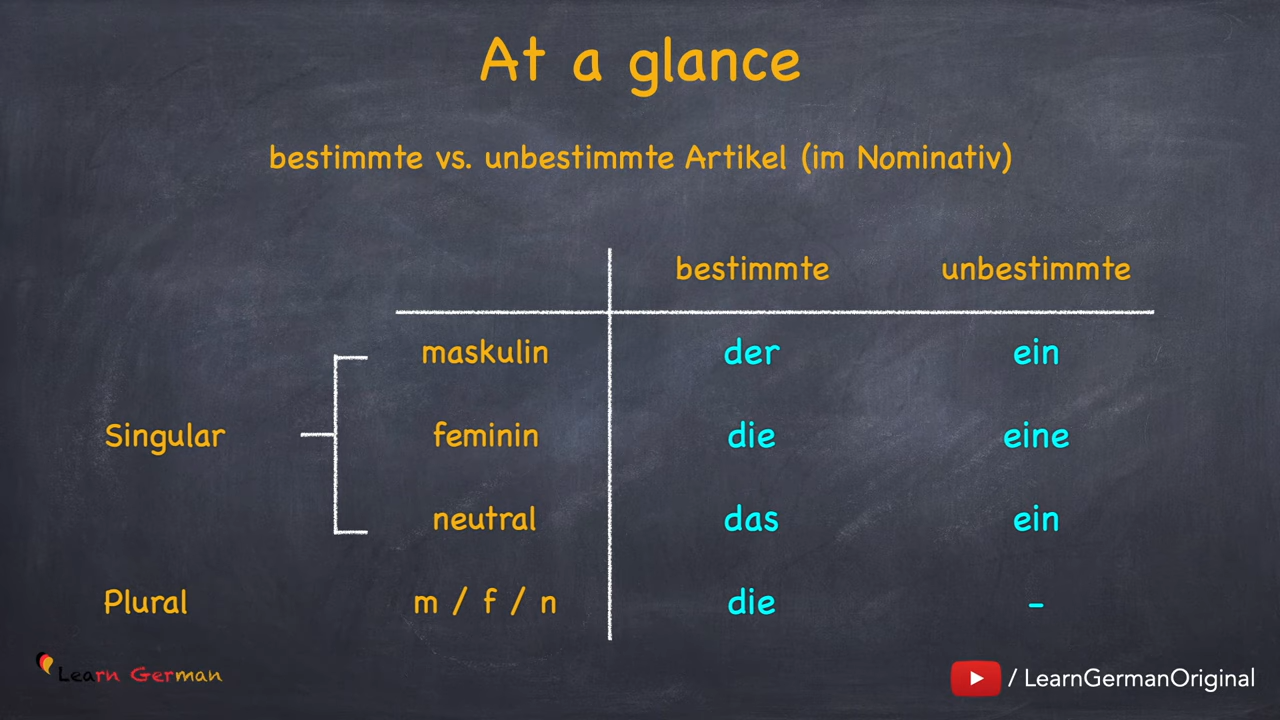 At a glance
bestimmte vs. unbestimmte Artikel (im Nominativ)
bestimmte unbestimmte
maskulin der ein
Singular feminin die eine
neutral das ein
Plural m / f / n die -
Learn German
/ LearnGermanOriginal